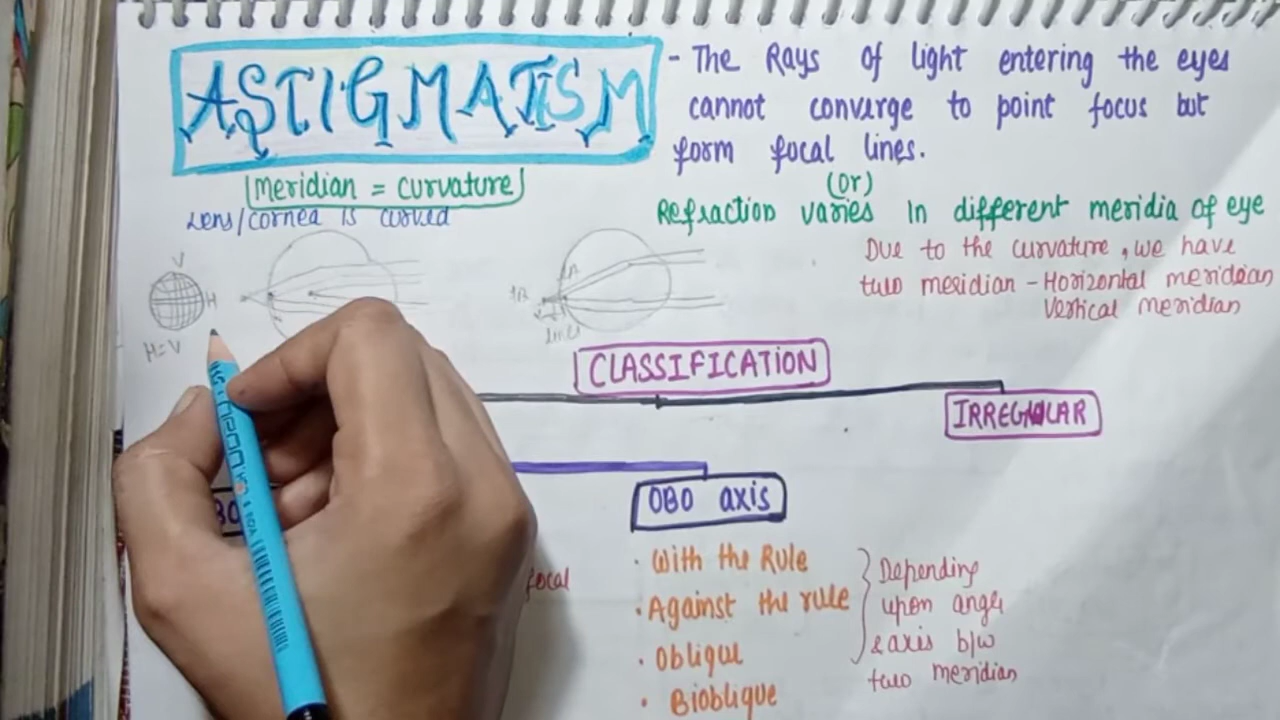 ASTIGMATISM
- The Rays of light entering the eyes
cannot converge to point focus but
form focal lines.
(or)
Meridian = curvature
Lens/cornea is curved
Refraction varies in different meridia of eye
Due to the curvature, we have
two meridian - Horizontal meridian
Vertical meridian
V
H
H=V
CLASSIFICATION
IRREGULAR
OBO axis
focal
• With the Rule
• Against the rule
• Oblique
• Bioblique
Depending
upon angle
& axis b/w
two meridian